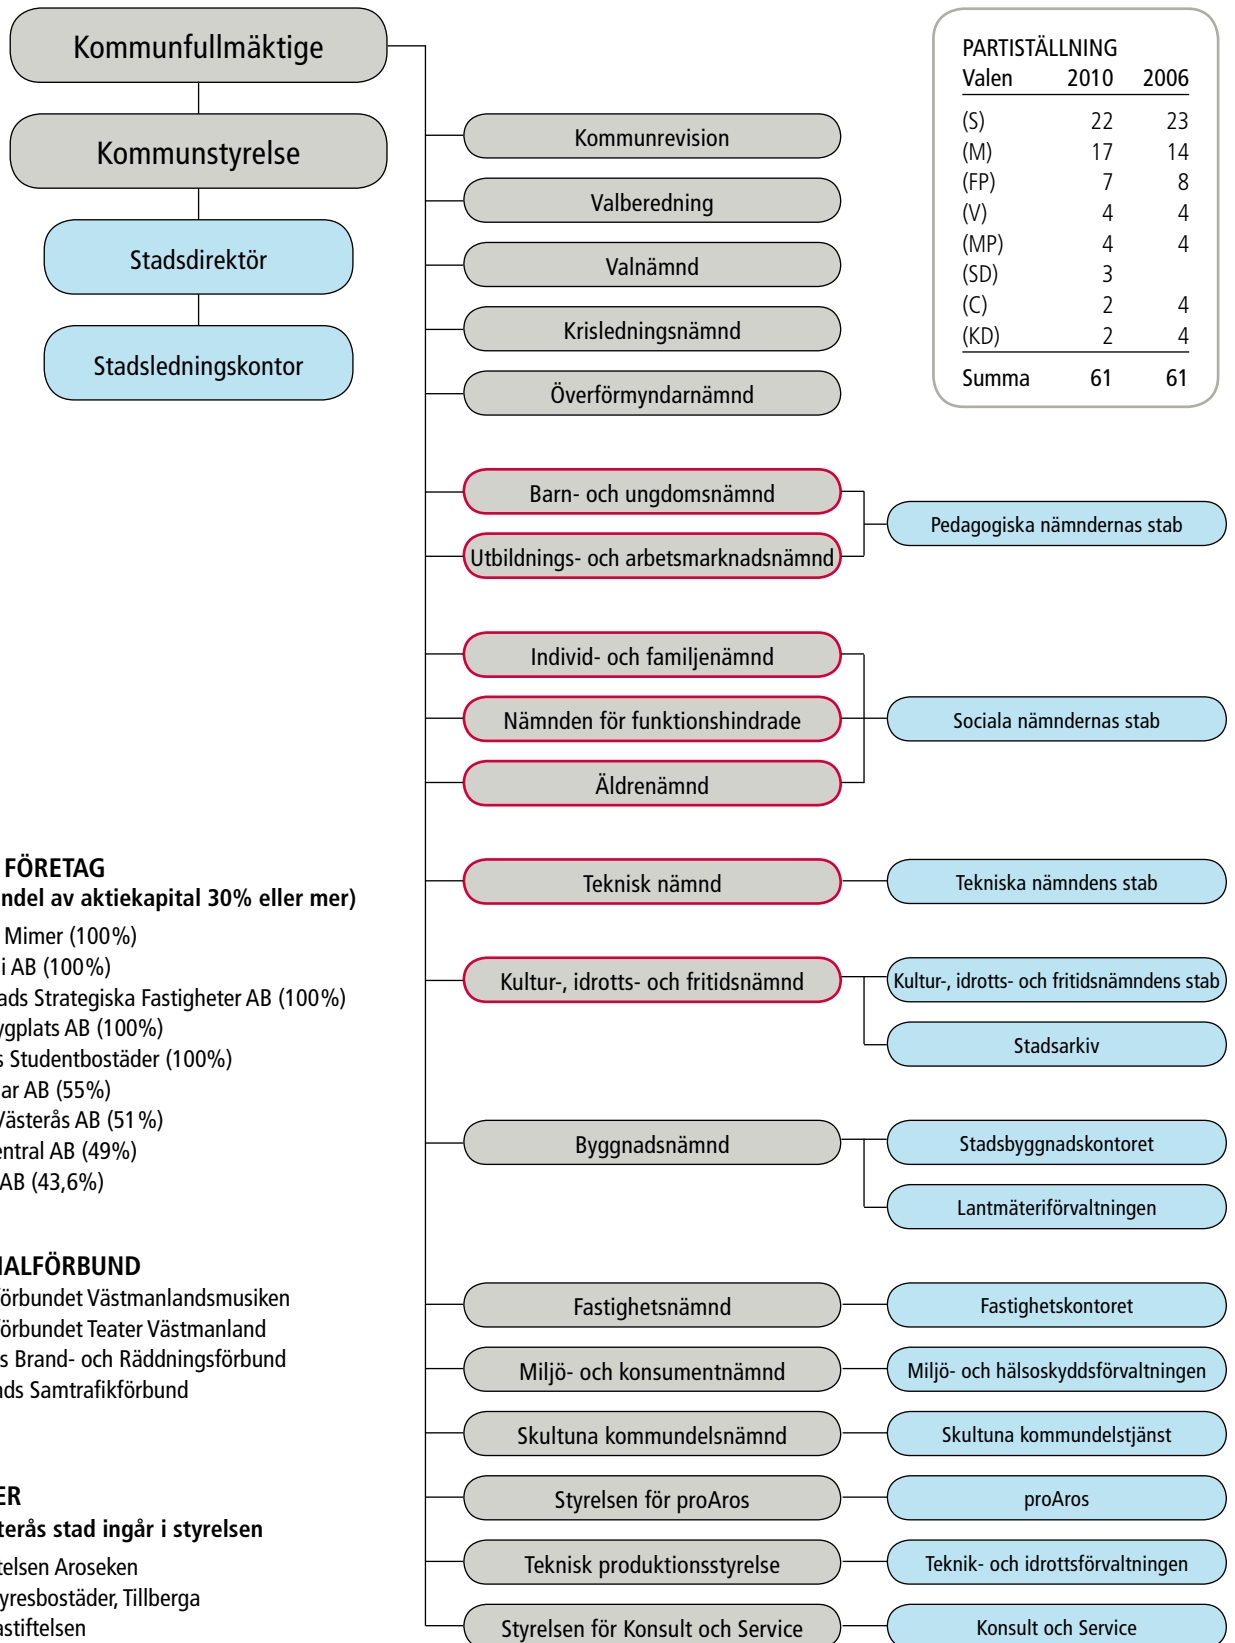 Kommunfullmäktige
Kommunstyrelse
Stadsdirektör
Stadsledningskontor
PARTISTÄLLNING
Valen 2010 2006
(S) 22 23
(M) 17 14
(FP) 7 8
(V) 4 4
(MP) 4 4
(SD) 3
(C) 2 4
(KD) 2 4
Summa 61 61
Kommunrevision
Valberedning
Valnämnd
Krisledningsnämnd
Överförmyndarnämnd
Barn- och ungdomsnämnd
Utbildnings- och arbetsmarknadsnämnd
Pedagogiska nämndernas stab
Individ- och familjenämnd
Nämnden för funktionshindrade
Äldrenämnd
Sociala nämndernas stab
Teknisk nämnd
Tekniska nämndens stab
Kultur-, idrotts- och fritidsnämnd
Kultur-, idrotts- och fritidsnämndens stab
Stadsarkiv
Byggnadsnämnd
Stadsbyggnadskontoret
Lantmäteriförvaltningen
Fastighetsnämnd
Fastighetskontoret
Miljö- och konsumentnämnd
Miljö- och hälsoskyddsförvaltningen
Skultuna kommundelsnämnd
Skultuna kommundelstjänst
Styrelsen för proAros
proAros
Teknisk produktionsstyrelse
Teknik- och idrottsförvaltningen
Styrelsen för Konsult och Service
Konsult och Service
FÖRETAG
ndel av aktiekapital 30% eller mer)
Mimer (100%)
i AB (100%)
ads Strategiska Fastigheter AB (100%)
ygplats AB (100%)
s Studentbostäder (100%)
ar AB (55%)
Västerås AB (51%)
entral AB (49%)
AB (43,6%)
ALFÖRBUND
förbundet Västmanlandsmusiken
förbundet Teater Västmanland
s Brand- och Räddningsförbund
nds Samtrafikförbund
ER
terås stad ingår i styrelsen
telsen Aroseken
yresbostäder, Tillberga
astiftelsen